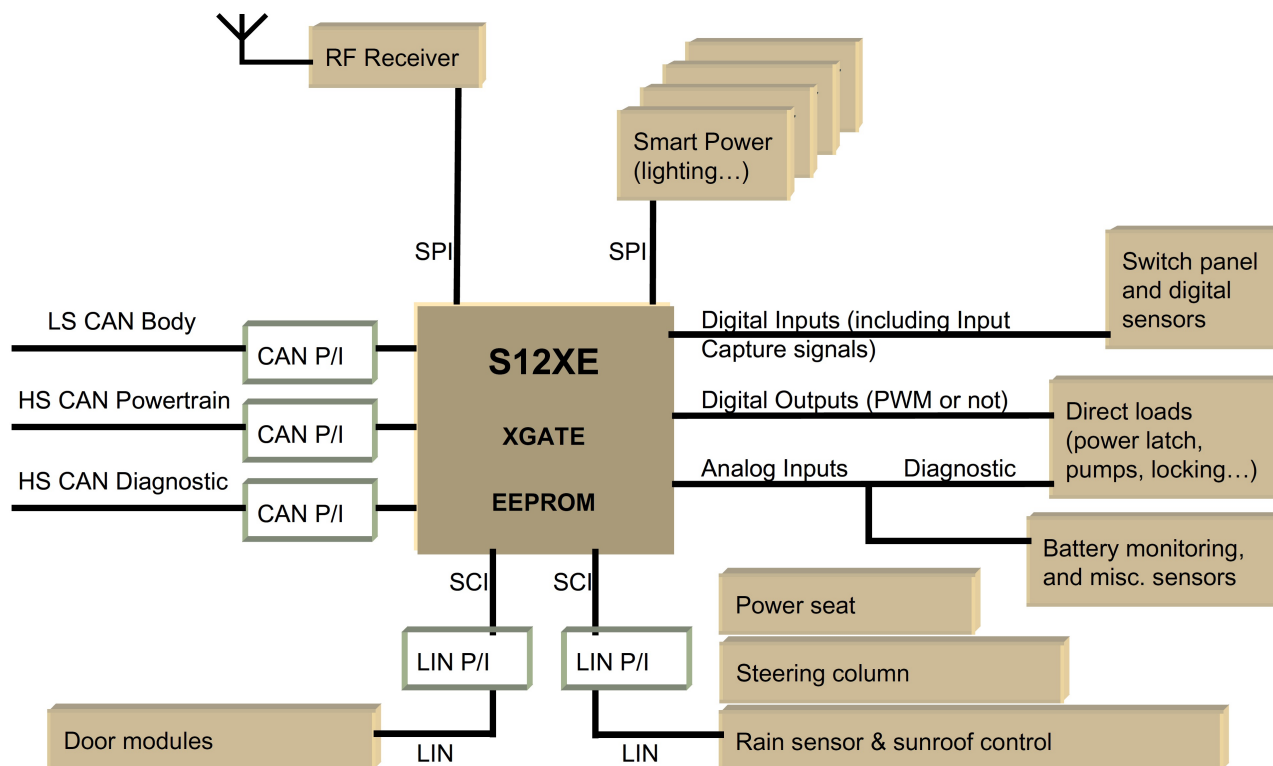 RF Receiver
Smart Power
(lighting…)
SPI
SPI
Switch panel
and digital
sensors
LS CAN Body
CAN P/I
HS CAN Powertrain
CAN P/I
HS CAN Diagnostic
CAN P/I
S12XE
XGATE
EEPROM
Digital Inputs (including Input
Capture signals)
Digital Outputs (PWM or not)
Analog Inputs
Diagnostic
Direct loads
(power latch,
pumps, locking…)
Battery monitoring,
and misc. sensors
SCI
SCI
LIN P/I
LIN P/I
Power seat
Steering column
Door modules
LIN
LIN
Rain sensor & sunroof control